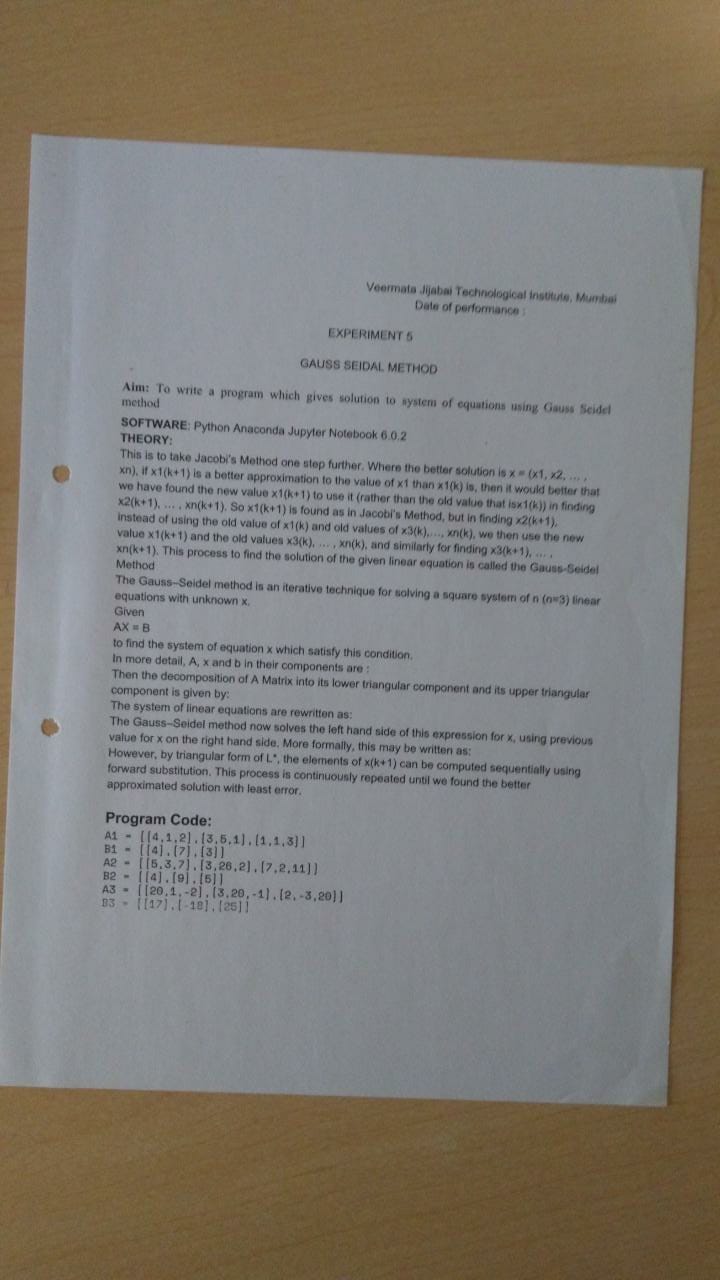 Veermata Jijabai Technological Institute, Mumbai
Date of performance :
EXPERIMENT 5
GAUSS SEIDAL METHOD
Aim: To write a program which gives solution to system of equations using Gauss Seidel
method
SOFTWARE: Python Anaconda Jupyter Notebook 6.0.2
THEORY:
This is to take Jacobi's Method one step further. Where the better solution is x = (x1, x2, ... ,
xn), if x1(k+1) is a better approximation to the value of x1 than x1(k) is, then it would better that
we have found the new value x1(k+1) to use it (rather than the old value that isx1(k)) in finding
x2(k+1), ... , xn(k+1). So x1(k+1) is found as in Jacobi's Method, but in finding x2(k+1),
instead of using the old value of x1(k) and old values of x3(k),..., xn(k), we then use the new
value x1(k+1) and the old values x3(k), ... , xn(k), and similarly for finding x3(k+1), ... ,
xn(k+1). This process to find the solution of the given linear equation is called the Gauss-Seidel
Method
The Gauss–Seidel method is an iterative technique for solving a square system of n (n=3) linear
equations with unknown x.
Given
AX = B
to find the system of equation x which satisfy this condition.
In more detail, A, x and b in their components are :
Then the decomposition of A Matrix into its lower triangular component and its upper triangular
component is given by:
The system of linear equations are rewritten as:
The Gauss–Seidel method now solves the left hand side of this expression for x, using previous
value for x on the right hand side. More formally, this may be written as:
However, by triangular form of L*, the elements of x(k+1) can be computed sequentially using
forward substitution. This process is continuously repeated until we found the better
approximated solution with least error.
Program Code:
A1 = [[4,1,2],[3,5,1],[1,1,3]]
B1 = [[4],[7],[3]]
A2 = [[5,3,7],[3,26,2],[7,2,11]]
B2 = [[4],[9],[5]]
A3 = [[20,1,-2],[3,20,-1],[2,-3,20]]
B3 = [[17],[-18],[25]]